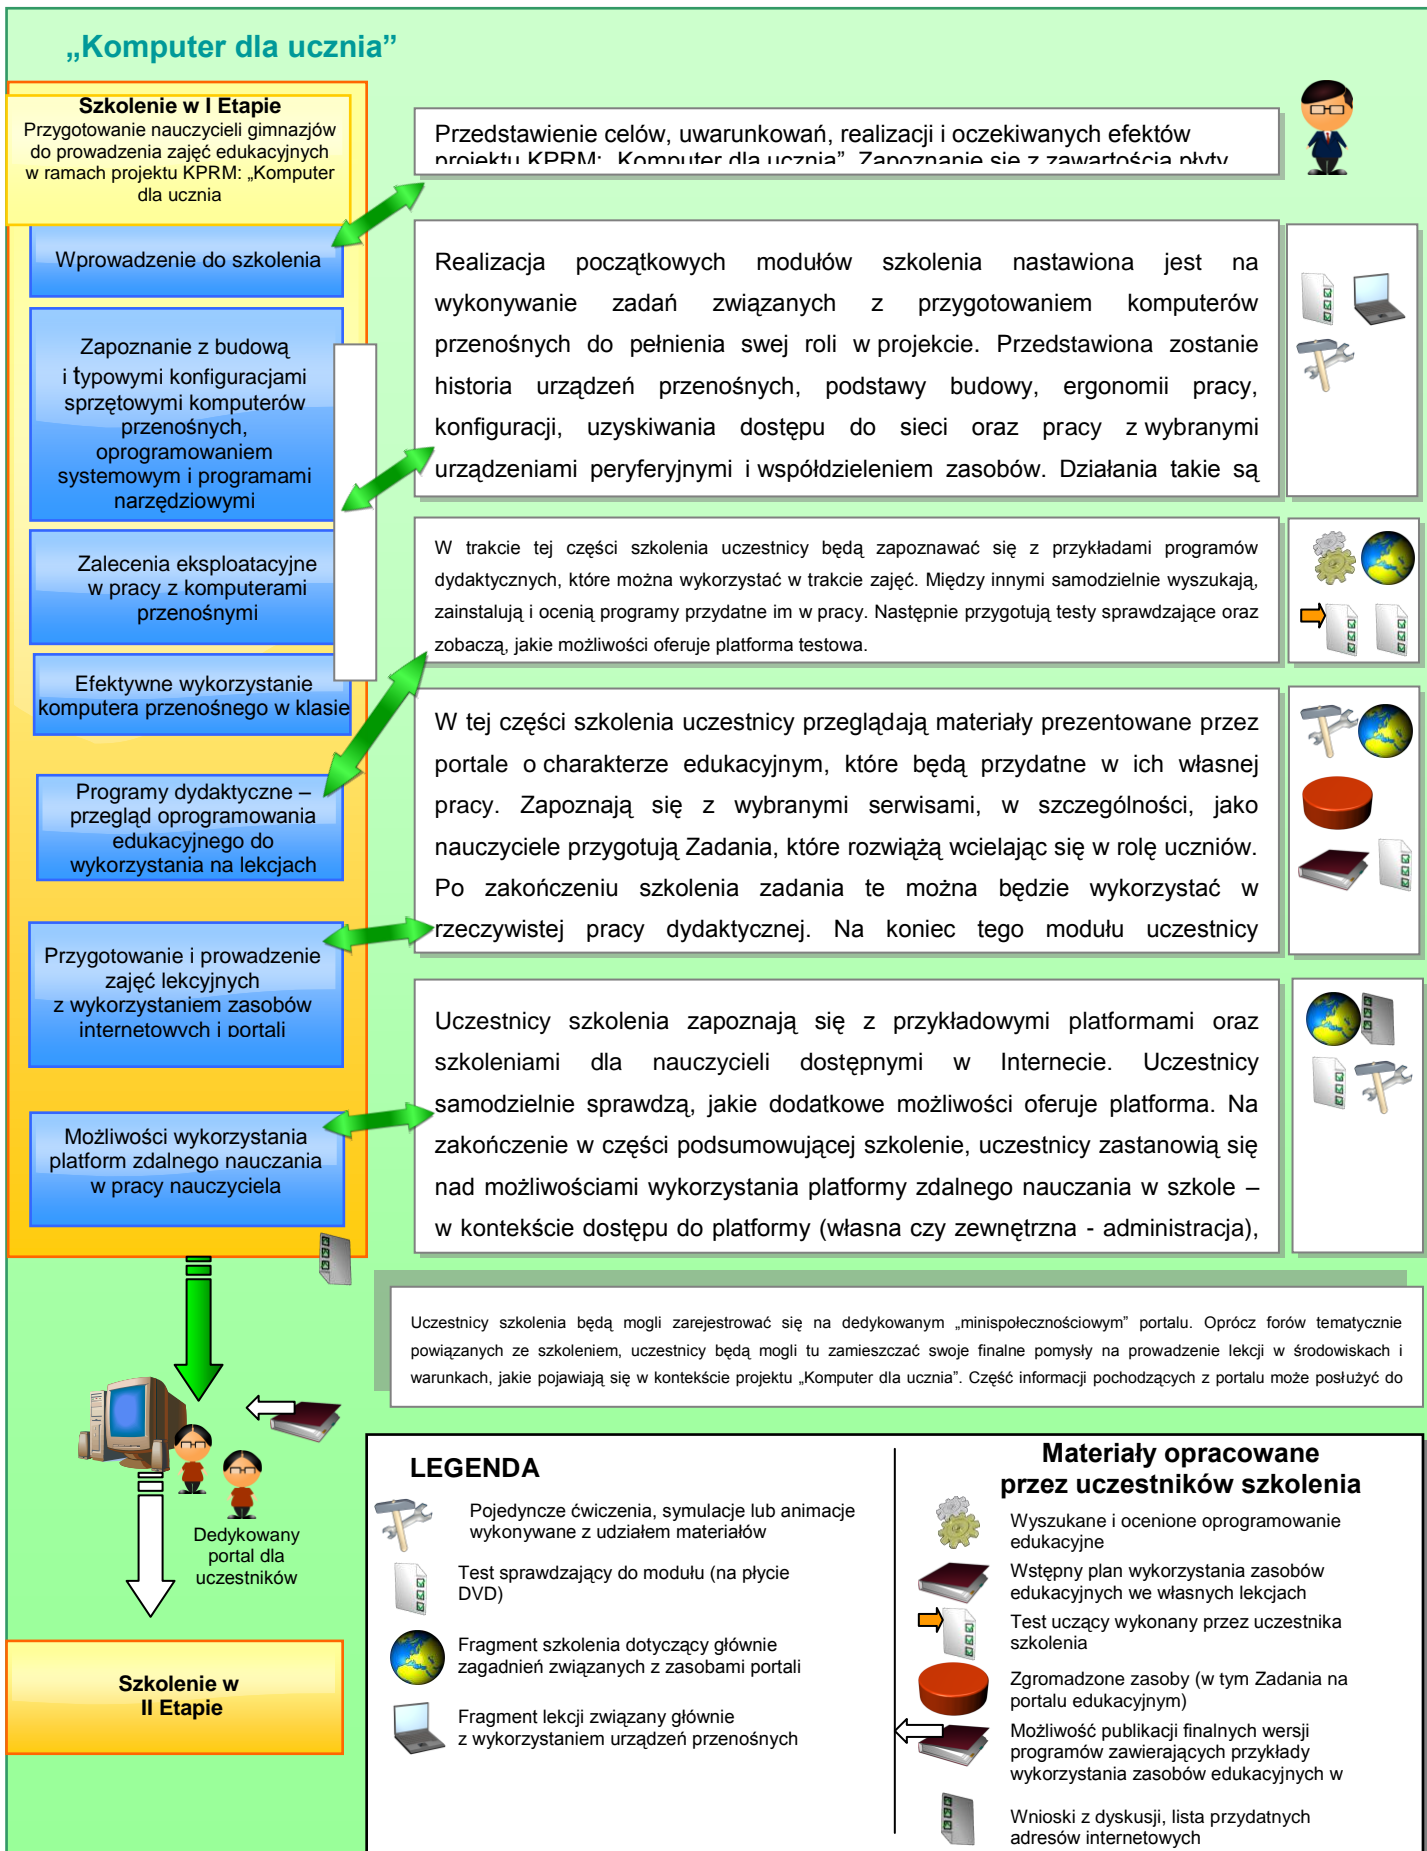 „Komputer dla ucznia”
Szkolenie w I Etapie
Przygotowanie nauczycieli gimnazjów
do prowadzenia zajęć edukacyjnych
w ramach projektu KPRM: „Komputer
dla ucznia
Wprowadzenie do szkolenia
Zapoznanie z budową
i typowymi konfiguracjami
sprzętowymi komputerów
przenośnych,
oprogramowaniem
systemowym i programami
narzędziowymi
Zalecenia eksploatacyjne
w pracy z komputerami
przenośnymi
Efektywne wykorzystanie
komputera przenośnego w klasie
Programy dydaktyczne –
przegląd oprogramowania
edukacyjnego do
wykorzystania na lekcjach
Przygotowanie i prowadzenie
zajęć lekcyjnych
z wykorzystaniem zasobów
internetowych i portali
Możliwości wykorzystania
platform zdalnego nauczania
w pracy nauczyciela
Przedstawienie celów, uwarunkowań, realizacji i oczekiwanych efektów
projektu KPRM: „Komputer dla ucznia”. Zapoznanie się z zawartością płyty
Realizacja początkowych modułów szkolenia nastawiona jest na
wykonywanie zadań związanych z przygotowaniem komputerów
przenośnych do pełnienia swej roli w projekcie. Przedstawiona zostanie
historia urządzeń przenośnych, podstawy budowy, ergonomii pracy,
konfiguracji, uzyskiwania dostępu do sieci oraz pracy z wybranymi
urządzeniami peryferyjnymi i współdzieleniem zasobów. Działania takie są
W trakcie tej części szkolenia uczestnicy będą zapoznawać się z przykładami programów
dydaktycznych, które można wykorzystać w trakcie zajęć. Między innymi samodzielnie wyszukają,
zainstalują i ocenią programy przydatne im w pracy. Następnie przygotują testy sprawdzające oraz
zobaczą, jakie możliwości oferuje platforma testowa.
W tej części szkolenia uczestnicy przeglądają materiały prezentowane przez
portale o charakterze edukacyjnym, które będą przydatne w ich własnej
pracy. Zapoznają się z wybranymi serwisami, w szczególności, jako
nauczyciele przygotują Zadania, które rozwiążą wcielając się w rolę uczniów.
Po zakończeniu szkolenia zadania te można będzie wykorzystać w
rzeczywistej pracy dydaktycznej. Na koniec tego modułu uczestnicy
Uczestnicy szkolenia zapoznają się z przykładowymi platformami oraz
szkoleniami dla nauczycieli dostępnymi w Internecie. Uczestnicy
samodzielnie sprawdzą, jakie dodatkowe możliwości oferuje platforma. Na
zakończenie w części podsumowującej szkolenie, uczestnicy zastanowią się
nad możliwościami wykorzystania platformy zdalnego nauczania w szkole –
w kontekście dostępu do platformy (własna czy zewnętrzna - administracja),
Uczestnicy szkolenia będą mogli zarejestrować się na dedykowanym „minispołecznościowym” portalu. Oprócz forów tematycznie
powiązanych ze szkoleniem, uczestnicy będą mogli tu zamieszczać swoje finalne pomysły na prowadzenie lekcji w środowiskach i
warunkach, jakie pojawiają się w kontekście projektu „Komputer dla ucznia”. Część informacji pochodzących z portalu może posłużyć do
Dedykowany
portal dla
uczestników
Szkolenie w
II Etapie
LEGENDA
Pojedyncze ćwiczenia, symulacje lub animacje
wykonywane z udziałem materiałów
Test sprawdzający do modułu (na płycie
DVD)
Fragment szkolenia dotyczący głównie
zagadnień związanych z zasobami portali
Fragment lekcji związany głównie
z wykorzystaniem urządzeń przenośnych
Materiały opracowane
przez uczestników szkolenia
Wyszukane i ocenione oprogramowanie
edukacyjne
Wstępny plan wykorzystania zasobów
edukacyjnych we własnych lekcjach
Test uczący wykonany przez uczestnika
szkolenia
Zgromadzone zasoby (w tym Zadania na
portalu edukacyjnym)
Możliwość publikacji finalnych wersji
programów zawierających przykłady
wykorzystania zasobów edukacyjnych w
Wnioski z dyskusji, lista przydatnych
adresów internetowych